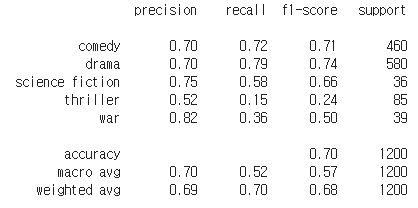 precision recall f1-score support
comedy 0.70 0.72 0.71 460
drama 0.70 0.79 0.74 580
science fiction 0.75 0.58 0.66 36
thriller 0.52 0.15 0.24 85
war 0.82 0.36 0.50 39
accuracy 0.70 1200
macro avg 0.70 0.52 0.57 1200
weighted avg 0.69 0.70 0.68 1200